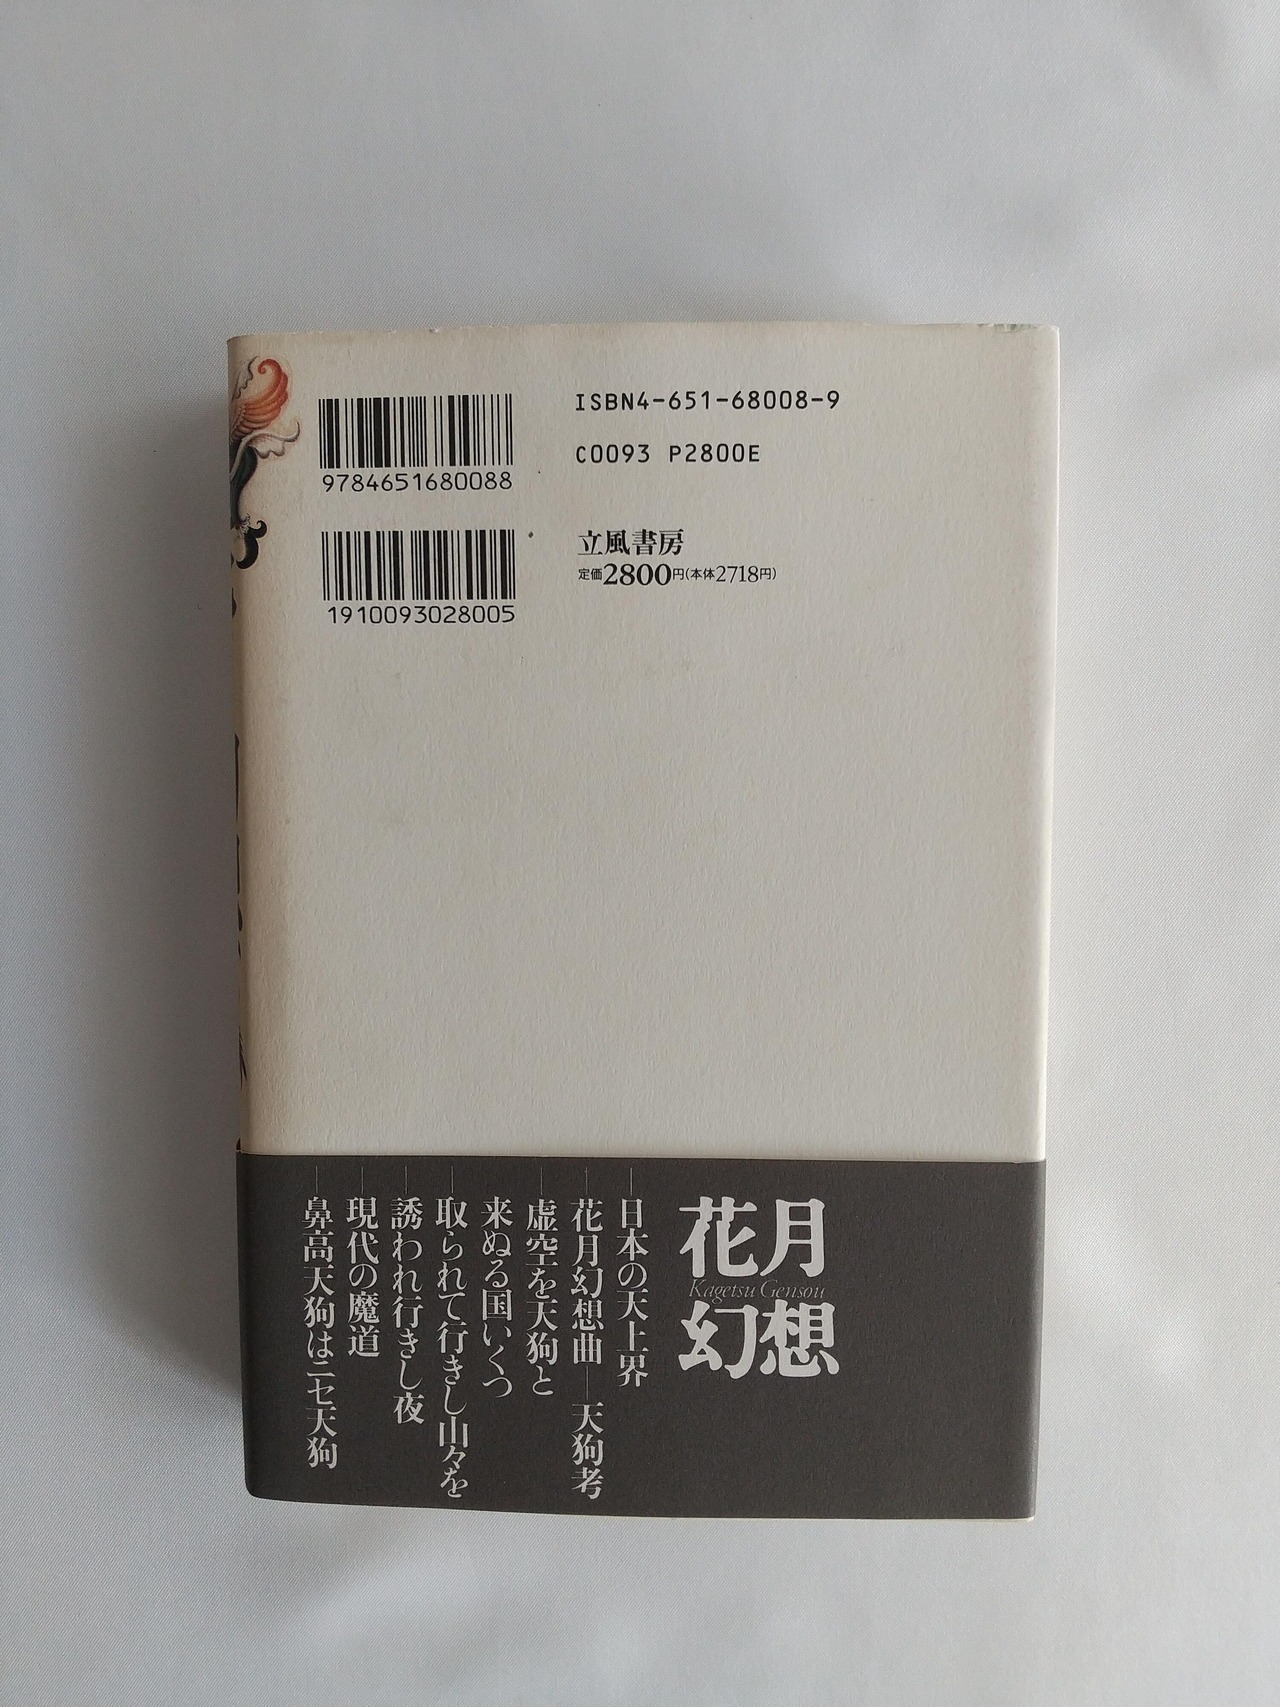 ISBN4-651-68008-9
C0093 P2800E
9784651680088
立風書房
定価2800円(本体2718円)
1910093028005
花月
Kagetsu Gensou
幻想
―日本の天上界
―花月幻想曲―天狗考
―虚空を天狗と
来ぬる国いくつ
―取られて行きし山々を
―誘われ行きし夜
―現代の魔道
―鼻高天狗はニセ天狗